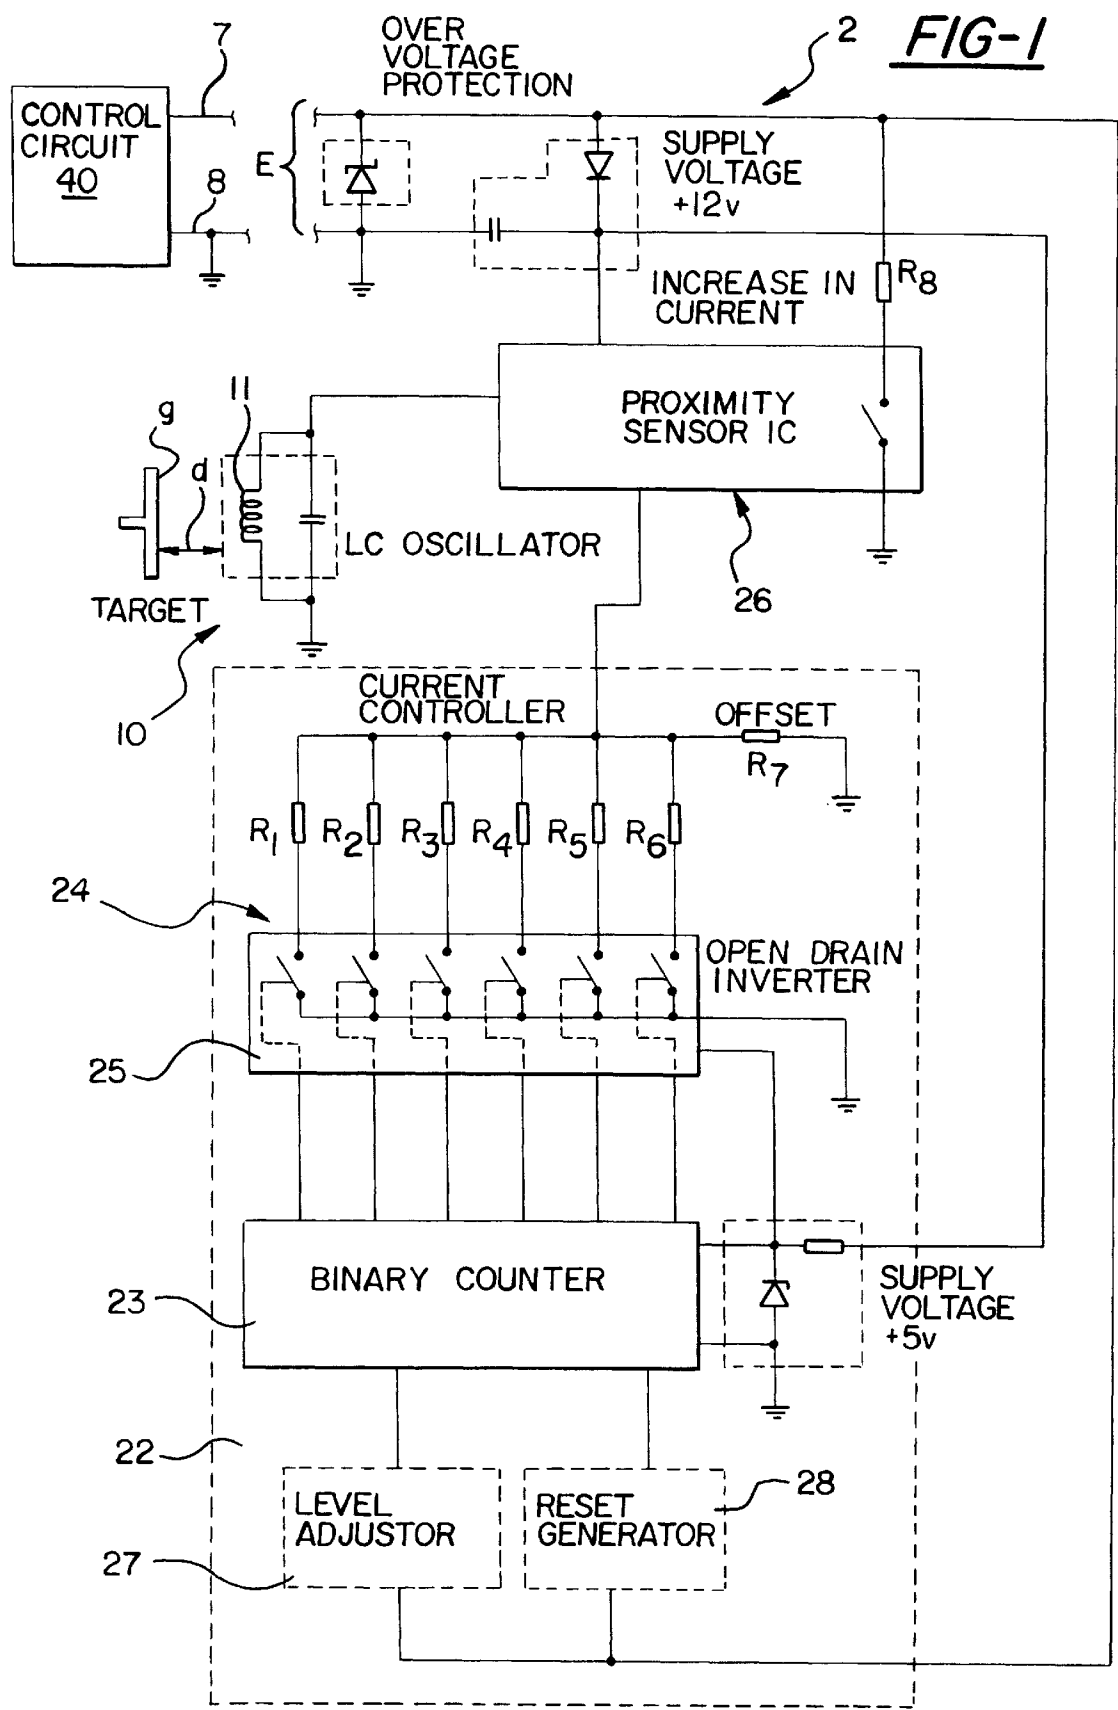 7
OVER
VOLTAGE
PROTECTION
2
FIG-1
CONTROL
CIRCUIT
40
8
E
SUPPLY
VOLTAGE
+12v
INCREASE IN
CURRENT
R8
g
d
11
PROXIMITY
SENSOR IC
LC OSCILLATOR
TARGET
26
10
CURRENT
CONTROLLER
OFFSET
R7
R1
R2
R3
R4
R5
R6
24
OPEN DRAIN
INVERTER
25
BINARY COUNTER
23
SUPPLY
VOLTAGE
+5v
22
LEVEL
ADJUSTOR
RESET
GENERATOR
28
27